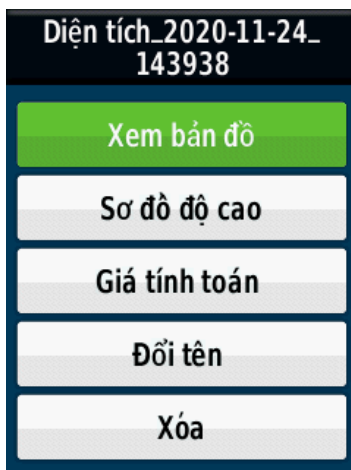 Diện tích_2020-11-24_
143938
Xem bản đồ
Sơ đồ độ cao
Giá tính toán
Đổi tên
Xóa